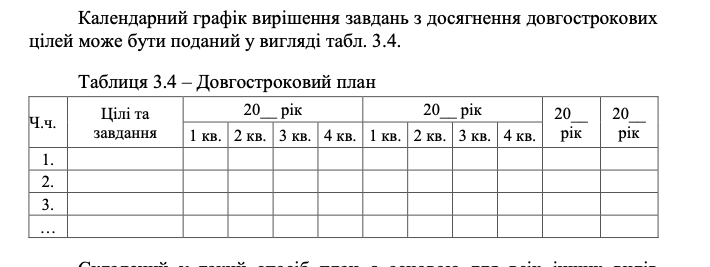 Календарний графік вирішення завдань з досягнення довгострокових
цілей може бути поданий у вигляді табл. 3.4.
Таблиця 3.4 – Довгостроковий план
Ч.ч. Цілі та завдання 20__ рік 20__ рік 20__ рік 20__ рік
1 кв. 2 кв. 3 кв. 4 кв. 1 кв. 2 кв. 3 кв. 4 кв.
1.
2.
3.
…